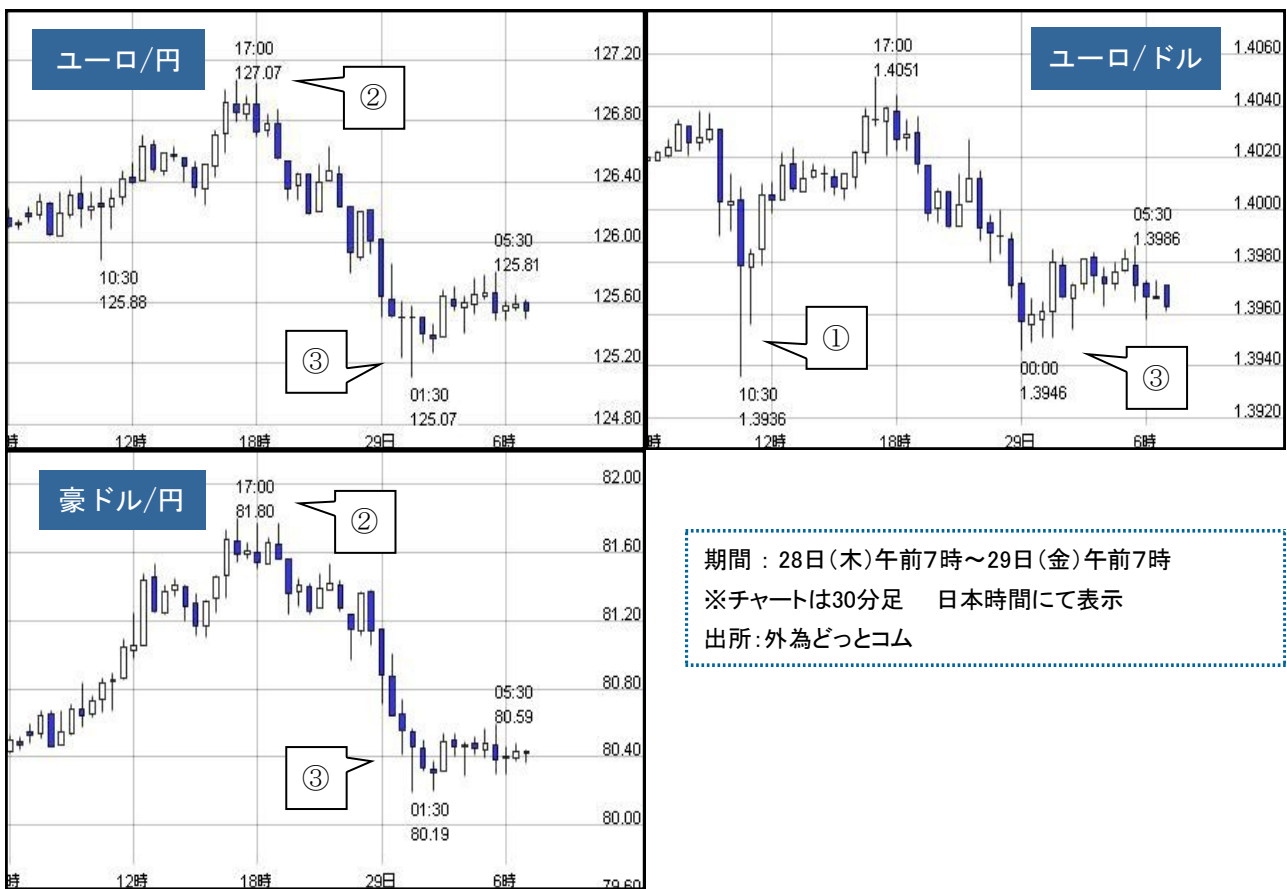 ユーロ/円
17:00
127.07
②
127.20
126.80
126.40
126.00
125.60
125.20
124.80
10:30
125.88
05:30
125.81
③
01:30
125.07
時
12時
18時
29日
6時
ユーロ/ドル
17:00
1.4051
1.4060
1.4040
1.4020
1.4000
1.3980
1.3960
1.3940
1.3920
05:30
1.3986
①
10:30
1.3936
00:00
1.3946
③
時
12時
18時
29日
6時
豪ドル/円
17:00
81.80
②
82.00
81.60
81.20
80.80
80.40
80.00
79.60
05:30
80.59
③
01:30
80.19
時
12時
18時
29日
6時
期間：28日(木)午前7時～29日(金)午前7時
※チャートは30分足　日本時間にて表示
出所：外為どっとコム